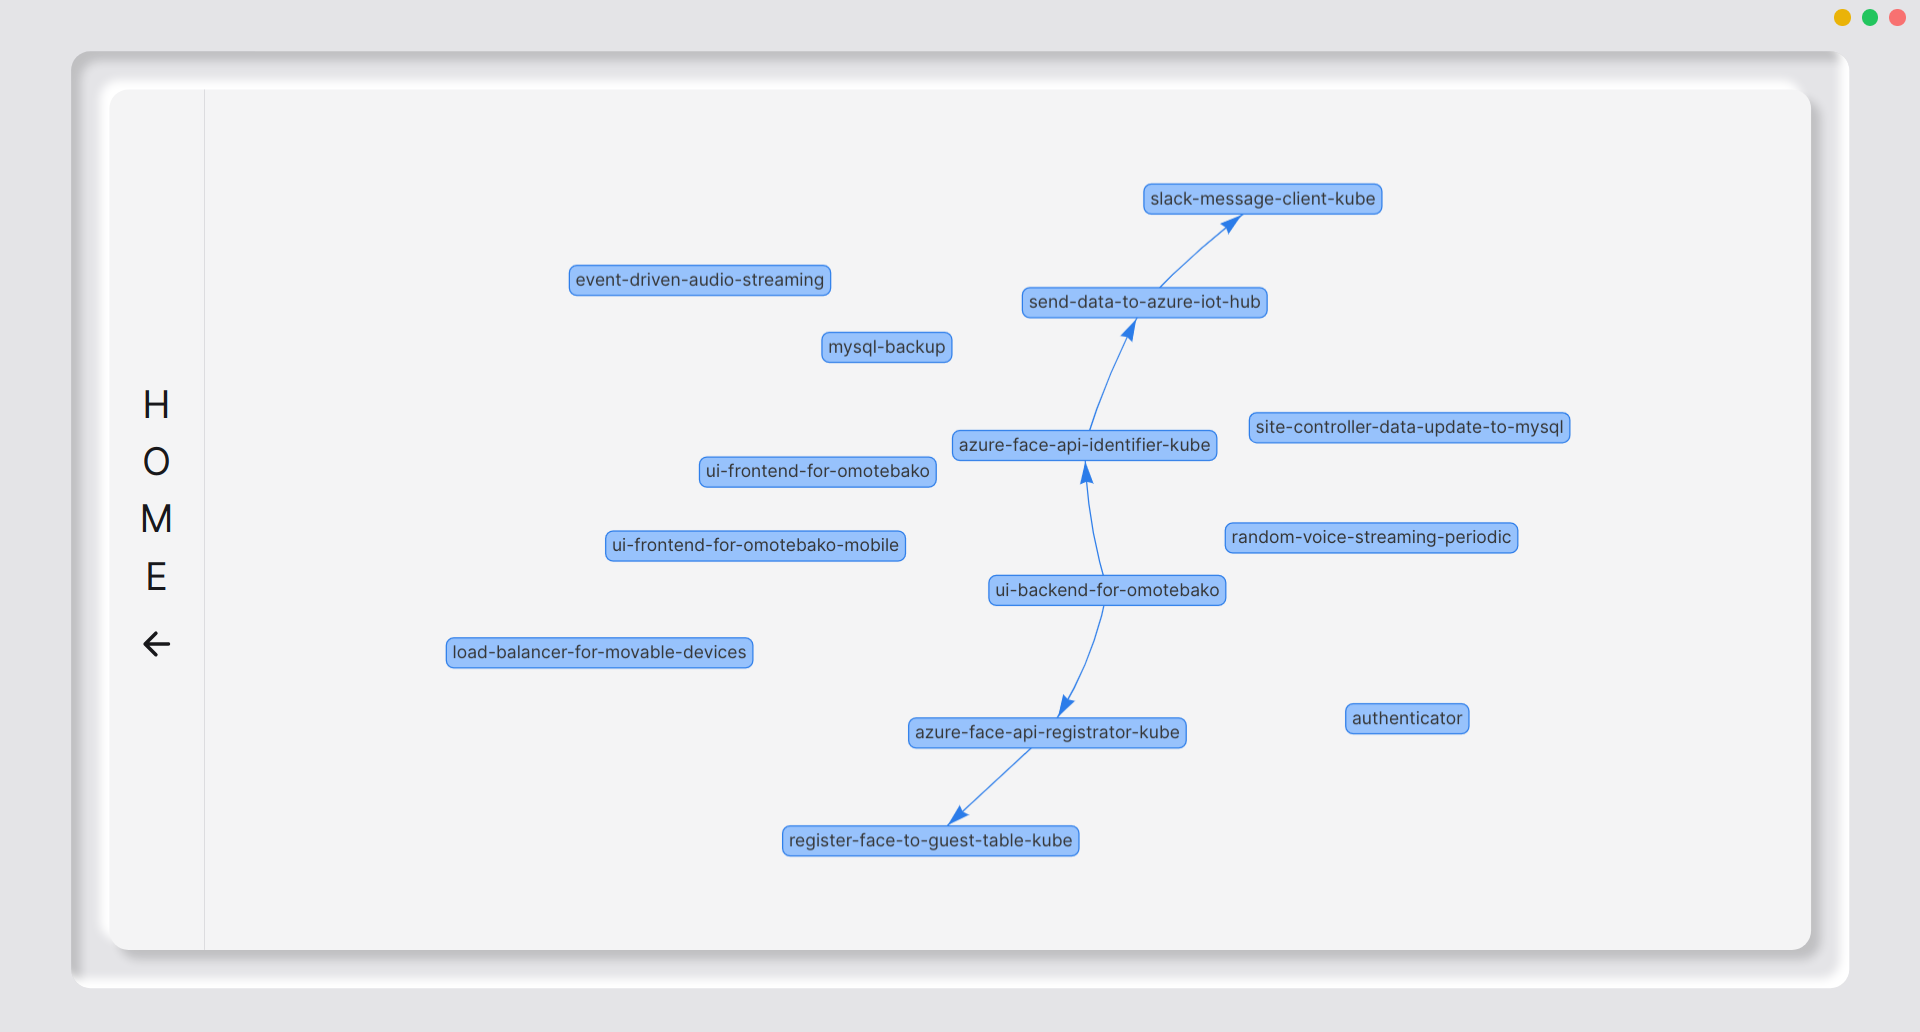 HOME
slack-message-client-kube
event-driven-audio-streaming
send-data-to-azure-iot-hub
mysql-backup
site-controller-data-update-to-mysql
azure-face-api-identifier-kube
ui-frontend-for-omotebako
random-voice-streaming-periodic
ui-frontend-for-omotebako-mobile
ui-backend-for-omotebako
load-balancer-for-movable-devices
authenticator
azure-face-api-registrator-kube
register-face-to-guest-table-kube